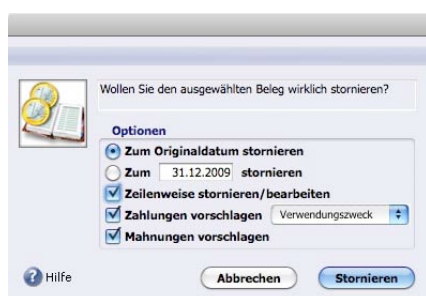 Wollen Sie den ausgewählten Beleg wirklich stornieren?
Optionen
Zum Originaldatum stornieren
Zum 31.12.2009 stornieren
Zeilenweise stornieren/bearbeiten
Zahlungen vorschlagen Verwendungszweck
Mahnungen vorschlagen
? Hilfe Abbrechen Stornieren